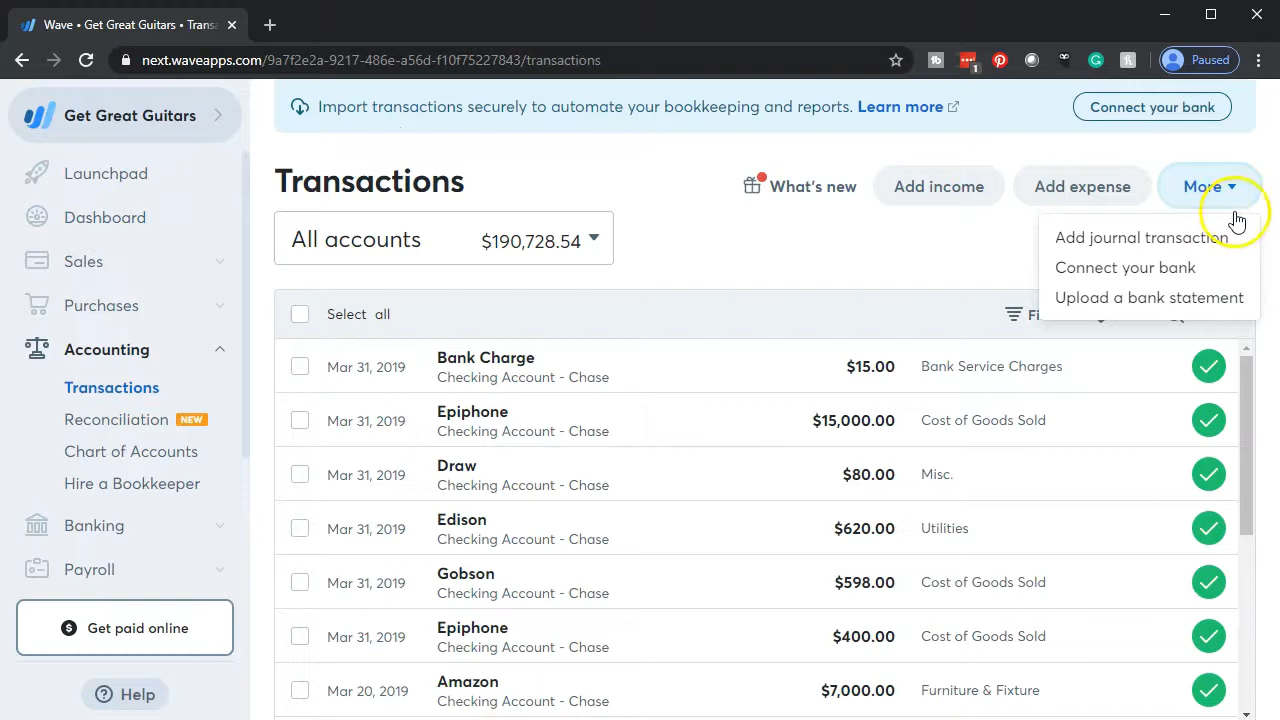 Wave • Get Great Guitars • Trans
next.waveapps.com/9a7f2e2a-9217-486e-a56d-f10f75227843/transactions
1
Paused
Get Great Guitars
Import transactions securely to automate your bookkeeping and reports. Learn more
Connect your bank
Launchpad
Dashboard
Sales
Purchases
Accounting
Transactions
Reconciliation NEW
Chart of Accounts
Hire a Bookkeeper
Banking
Payroll
Get paid online
Help
Transactions
What's new
Add income
Add expense
More
All accounts $190,728.54
Add journal transaction
Connect your bank
Upload a bank statement
Select all
Mar 31, 2019 Bank Charge $15.00 Bank Service Charges
Checking Account - Chase
Mar 31, 2019 Epiphone $15,000.00 Cost of Goods Sold
Checking Account - Chase
Mar 31, 2019 Draw $80.00 Misc.
Checking Account - Chase
Mar 31, 2019 Edison $620.00 Utilities
Checking Account - Chase
Mar 31, 2019 Gobson $598.00 Cost of Goods Sold
Checking Account - Chase
Mar 31, 2019 Epiphone $400.00 Cost of Goods Sold
Checking Account - Chase
Mar 20, 2019 Amazon $7,000.00 Furniture & Fixture
Checking Account - Chase